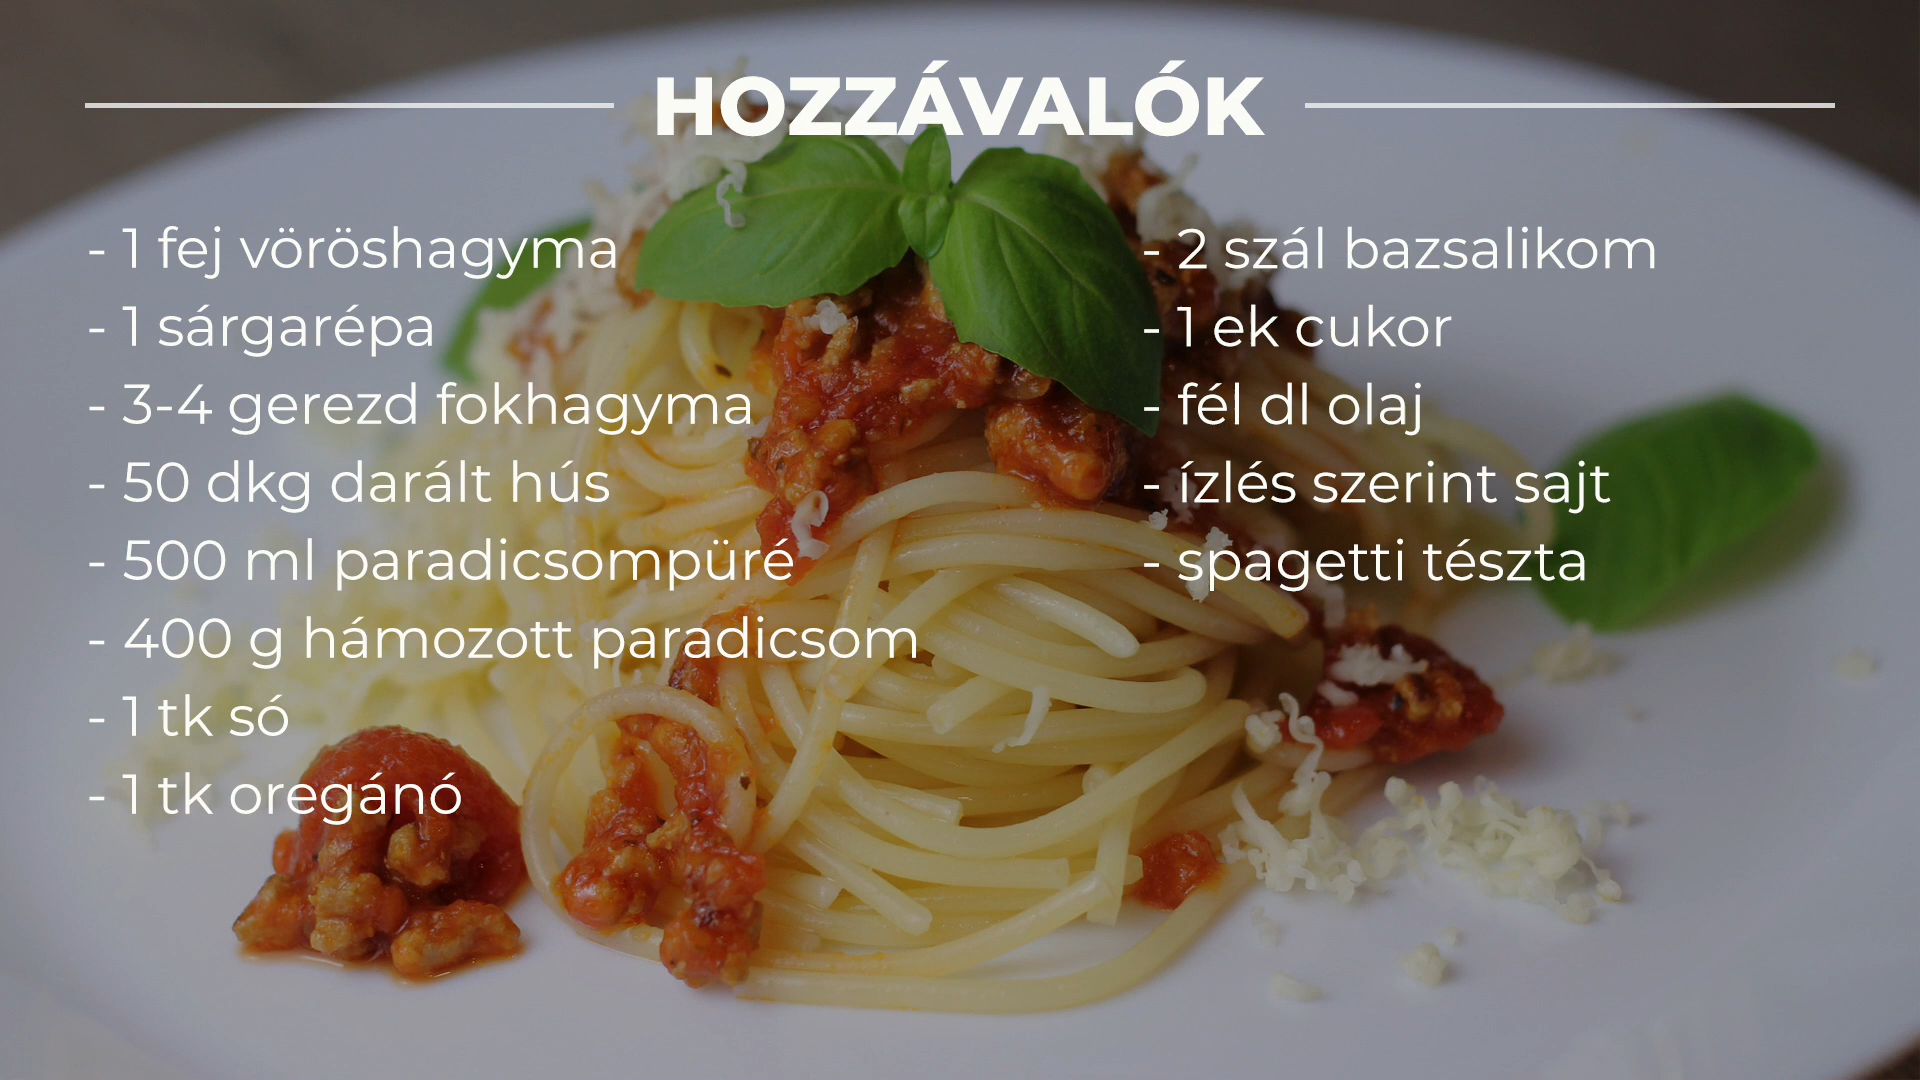 HOZZÁVALÓK
- 1 fej vöröshagyma
- 1 sárgarépa
- 3-4 gerezd fokhagyma
- 50 dkg darált hús
- 500 ml paradicsompüré
- 400 g hámozott paradicsom
- 1 tk só
- 1 tk oregánó
- 2 szál bazsalikom
- 1 ek cukor
- fél dl olaj
- ízlés szerint sajt
- spagetti tészta